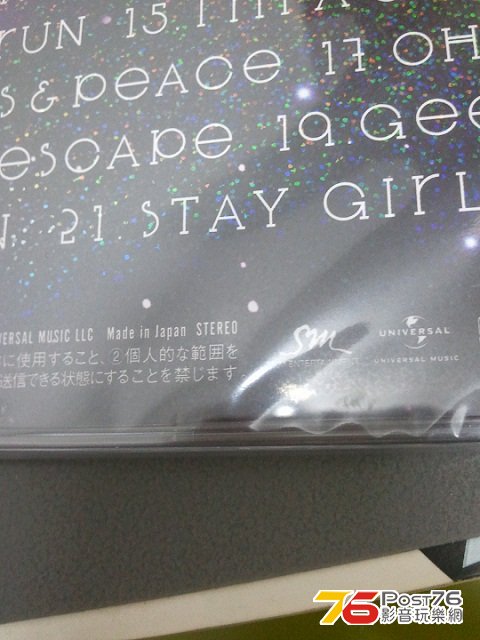 RUN 15. I'M A
S & PEACE 17. OH
ESCAPE 19. GEE
N 21. STAY GIRL
VERSAL MUSIC LLC Made in Japan STEREO
に使用すること、②個人的な範囲を
送信できる状態にすることを禁じます。
SM
ENTERTAINMENT
UNIVERSAL
UNIVERSAL MUSIC
76 POST76
影音玩樂網